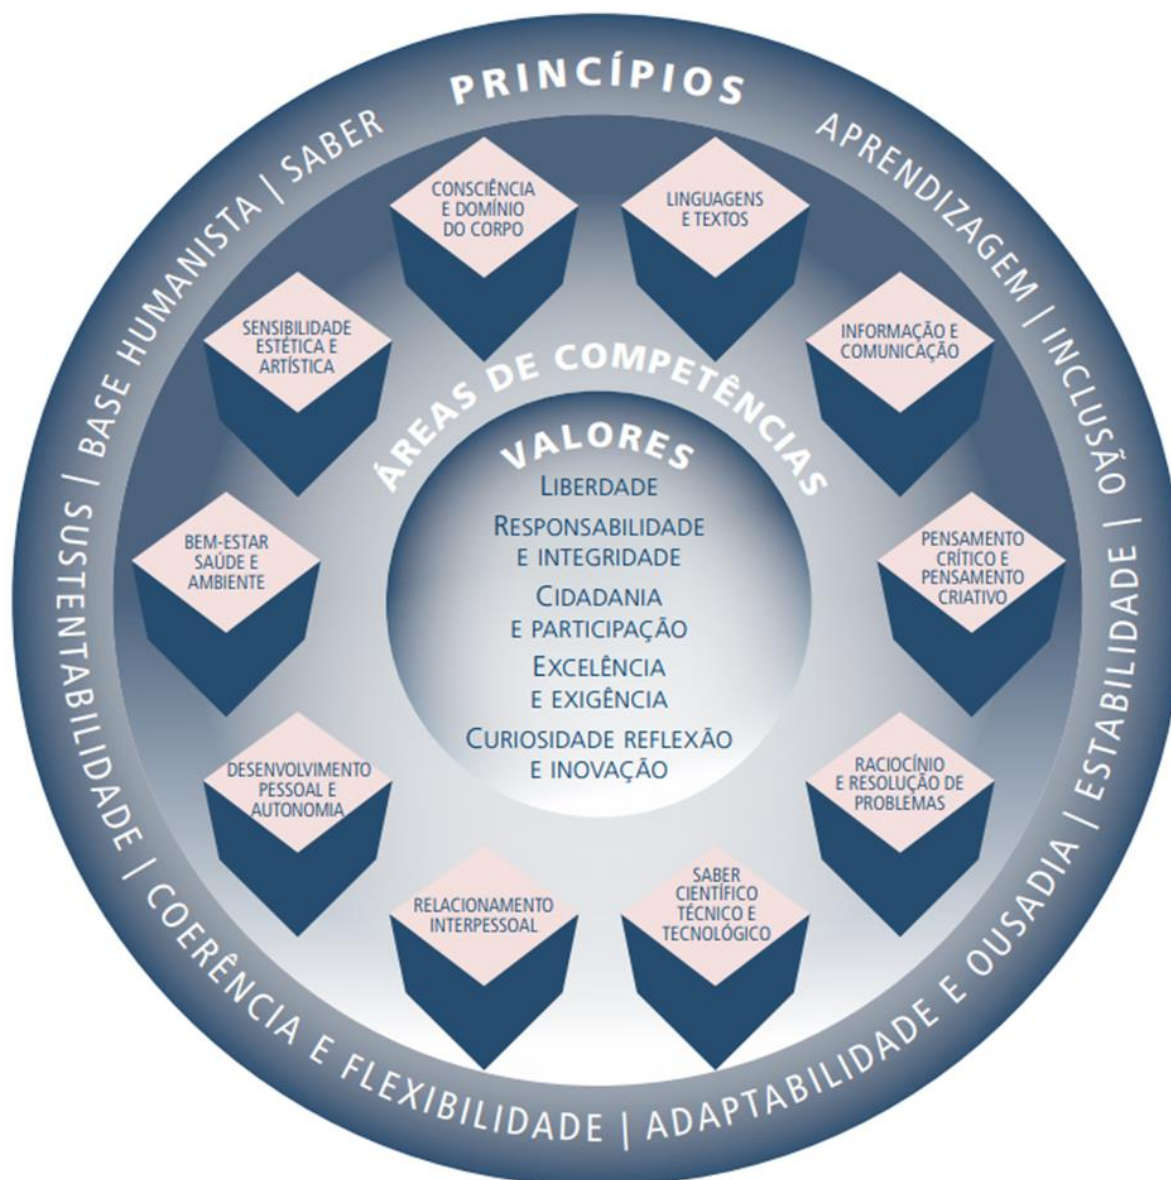 PRINCÍPIOS
APRENDIZAGEM | INCLUSÃO | ESTABILIDADE | ADAPTABILIDADE E OUSADIA | COERÊNCIA E FLEXIBILIDADE | SUSTENTABILIDADE | BASE HUMANISTA | SABER
CONSCIÊNCIA
E DOMÍNIO
DO CORPO
LINGUAGENS
E TEXTOS
INFORMAÇÃO E
COMUNICAÇÃO
PENSAMENTO
CRÍTICO E
PENSAMENTO
CRIATIVO
RACIOCÍNIO
E RESOLUÇÃO DE
PROBLEMAS
SABER
CIENTÍFICO
TÉCNICO E
TECNOLÓGICO
RELACIONAMENTO
INTERPESSOAL
DESENVOLVIMENTO
PESSOAL E
AUTONOMIA
BEM-ESTAR
SAÚDE E
AMBIENTE
SENSIBILIDADE
ESTÉTICA E
ARTÍSTICA
ÁREAS DE COMPETÊNCIAS
VALORES
LIBERDADE
RESPONSABILIDADE
E INTEGRIDADE
CIDADANIA
E PARTICIPAÇÃO
EXCELÊNCIA
E EXIGÊNCIA
CURIOSIDADE REFLEXÃO
E INOVAÇÃO